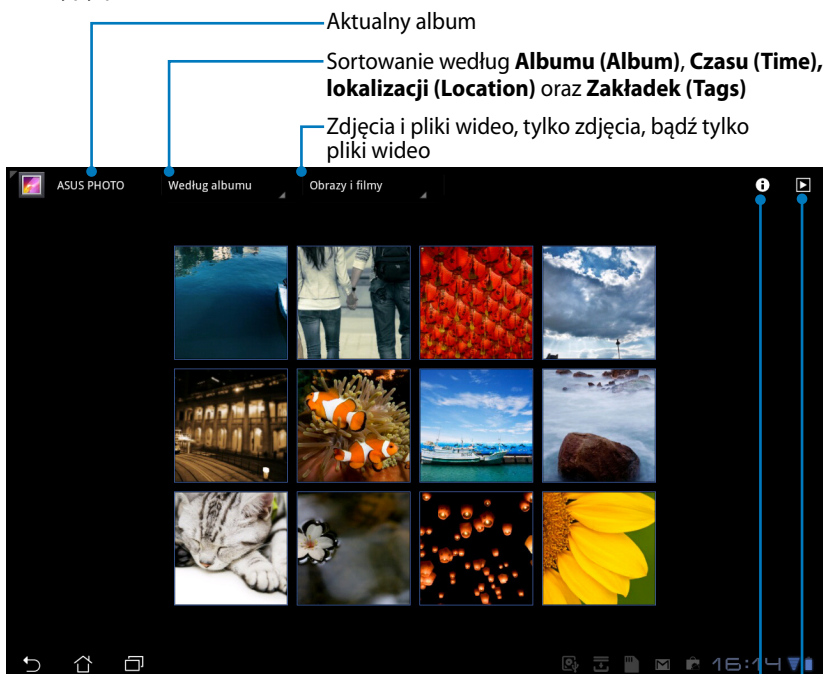 Aktualny album
Sortowanie według Albumu (Album), Czasu (Time),
lokalizacji (Location) oraz Zakładek (Tags)
Zdjęcia i pliki wideo, tylko zdjęcia, bądź tylko
pliki wideo
ASUS PHOTO
Według albumu
Obrazy i filmy
16:14